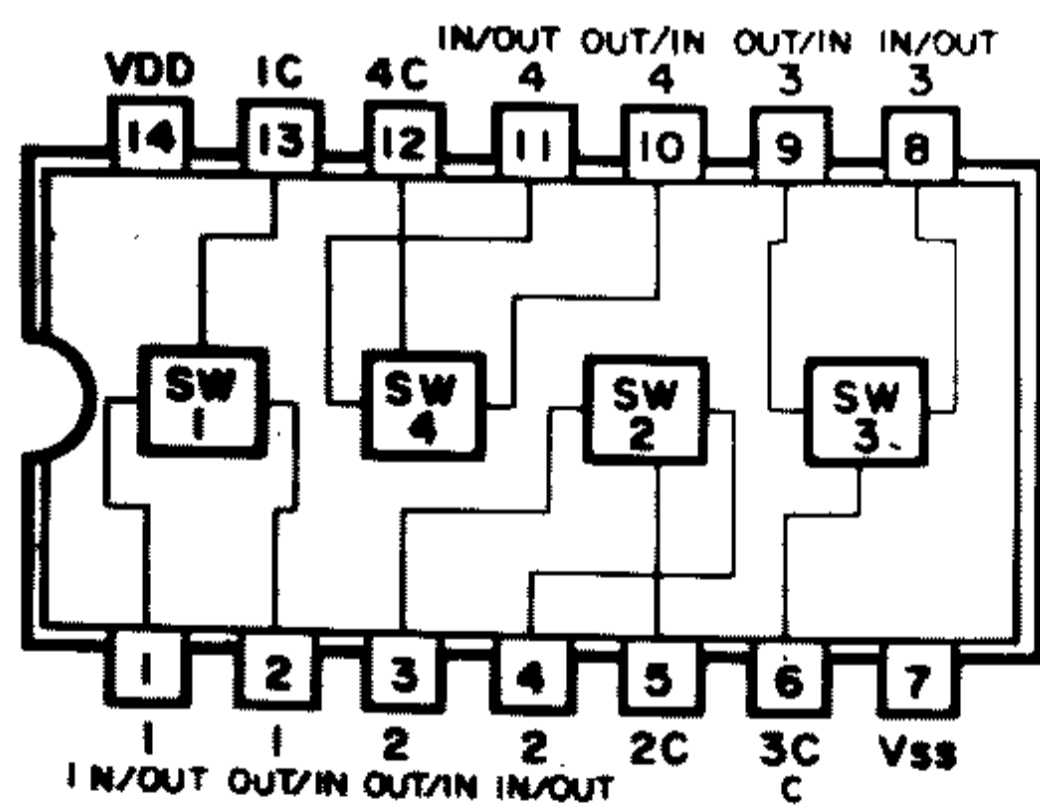 IN/OUT OUT/IN OUT/IN IN/OUT
VDD 1C 4C 4 4 3 3
14 13 12 11 10 9 8
SW SW SW SW
1 4 2 3
1 2 3 4 5 6 7
1 1 2 2 2C 3C Vss
IN/OUT OUT/IN OUT/IN IN/OUT C